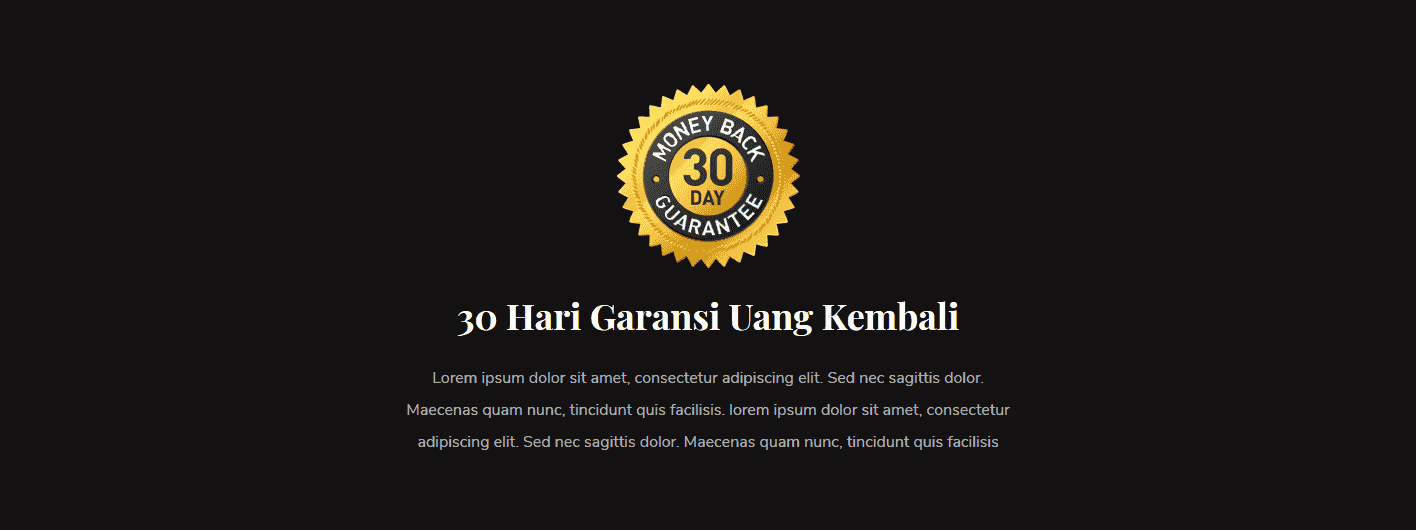 MONEY BACK
30
DAY
GUARANTEE
30 Hari Garansi Uang Kembali
Lorem ipsum dolor sit amet, consectetur adipiscing elit. Sed nec sagittis dolor.
Maecenas quam nunc, tincidunt quis facilisis. lorem ipsum dolor sit amet, consectetur
adipiscing elit. Sed nec sagittis dolor. Maecenas quam nunc, tincidunt quis facilisis